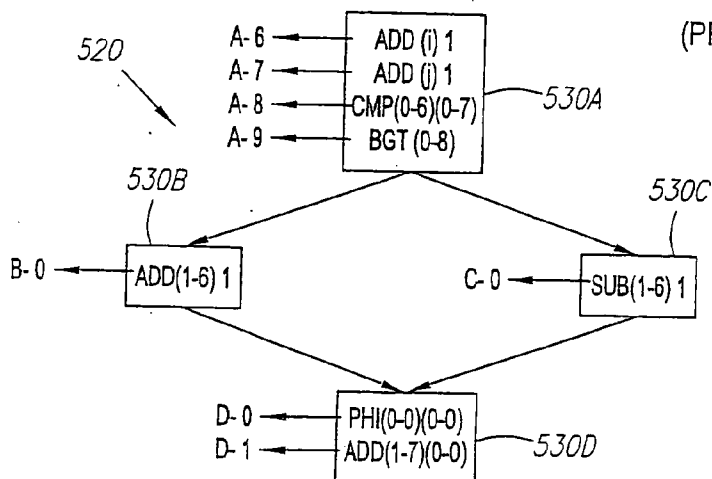 520
A-6 ADD (i) 1
A-7 ADD (j) 1
A-8 CMP(0-6)(0-7)
A-9 BGT (0-8)
530A
530B
530C
B-0 ADD(1-6) 1
C-0 SUB(1-6) 1
D-0 PHI(0-0)(0-0)
D-1 ADD(1-7)(0-0)
530D